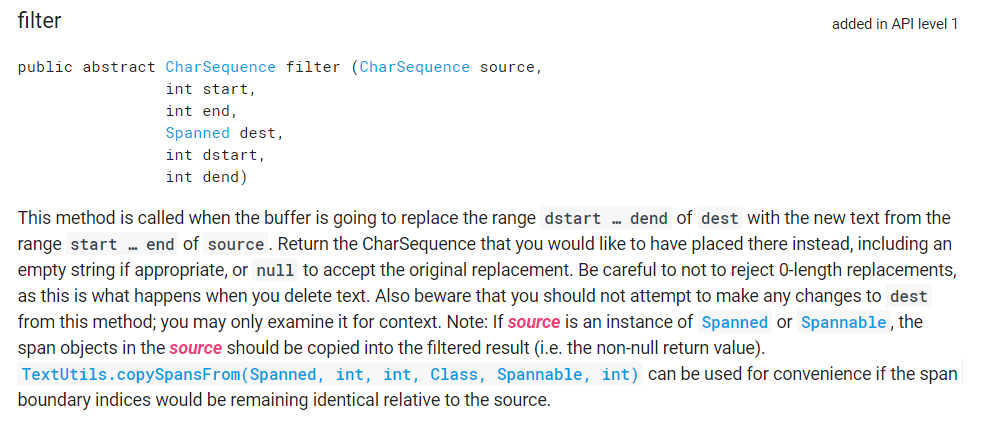 filter
added in API level 1
public abstract CharSequence filter (CharSequence source,
int start,
int end,
Spanned dest,
int dstart,
int dend)
This method is called when the buffer is going to replace the range dstart … dend of dest with the new text from the
range start … end of source. Return the CharSequence that you would like to have placed there instead, including an
empty string if appropriate, or null to accept the original replacement. Be careful to not to reject 0-length replacements,
as this is what happens when you delete text. Also beware that you should not attempt to make any changes to dest
from this method; you may only examine it for context. Note: If source is an instance of Spanned or Spannable, the
span objects in the source should be copied into the filtered result (i.e. the non-null return value).
TextUtils.copySpansFrom(Spanned, int, int, Class, Spannable, int) can be used for convenience if the span
boundary indices would be remaining identical relative to the source.